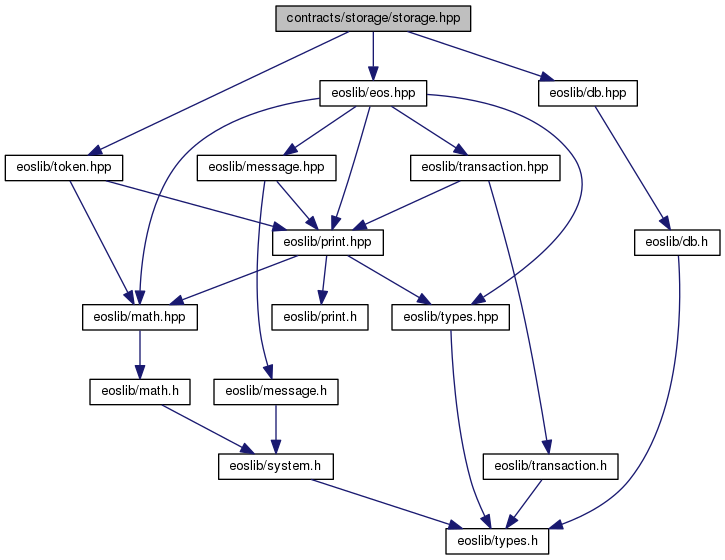 contracts/storage/storage.hpp
eoslib/eos.hpp
eoslib/db.hpp
eoslib/token.hpp
eoslib/message.hpp
eoslib/transaction.hpp
eoslib/print.hpp
eoslib/db.h
eoslib/math.hpp
eoslib/print.h
eoslib/types.hpp
eoslib/math.h
eoslib/message.h
eoslib/system.h
eoslib/transaction.h
eoslib/types.h